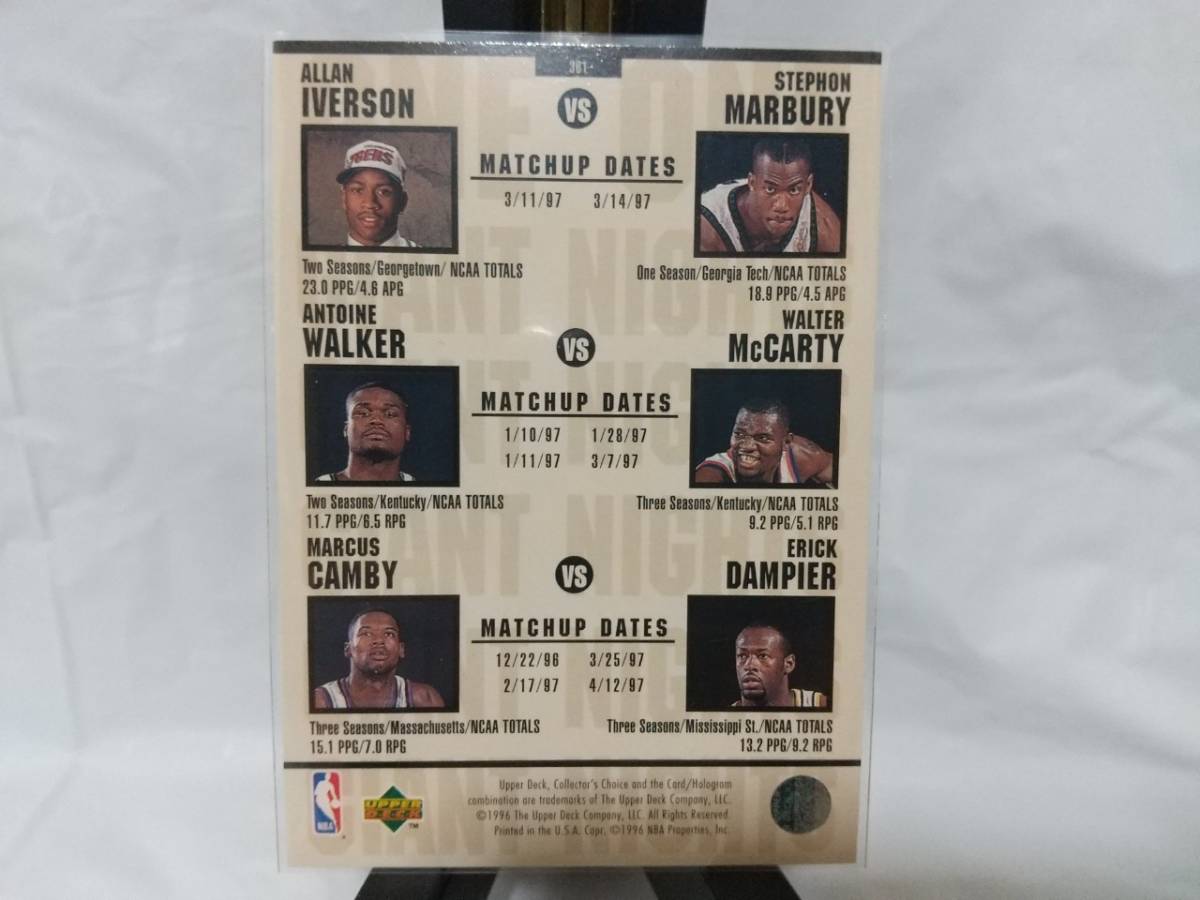 361
ALLAN
IVERSON
VS
STEPHON
MARBURY
76ERS
MATCHUP DATES
3/11/97 3/14/97
Two Seasons/Georgetown/ NCAA TOTALS
23.0 PPG/4.6 APG
One Season/Georgia Tech/NCAA TOTALS
18.9 PPG/4.5 APG
ANTOINE
WALKER
VS
WALTER
McCARTY
MATCHUP DATES
1/10/97 1/28/97
1/11/97 3/7/97
Two Seasons/Kentucky/NCAA TOTALS
11.7 PPG/6.5 RPG
Three Seasons/Kentucky/NCAA TOTALS
9.2 PPG/5.1 RPG
MARCUS
CAMBY
VS
ERICK
DAMPIER
MATCHUP DATES
12/22/96 3/25/97
2/17/97 4/12/97
Three Seasons/Massachusetts/NCAA TOTALS
15.1 PPG/7.0 RPG
Three Seasons/Mississippi St./NCAA TOTALS
13.2 PPG/9.2 RPG
NBA
UPPER
DECK
TM
Upper Deck, Collector's Choice and the Card/Hologram
combination are trademarks of The Upper Deck Company, LLC.
©1996 The Upper Deck Company, LLC. All Rights Reserved.
Printed in the U.S.A. Copr. ©1996 NBA Properties, Inc.